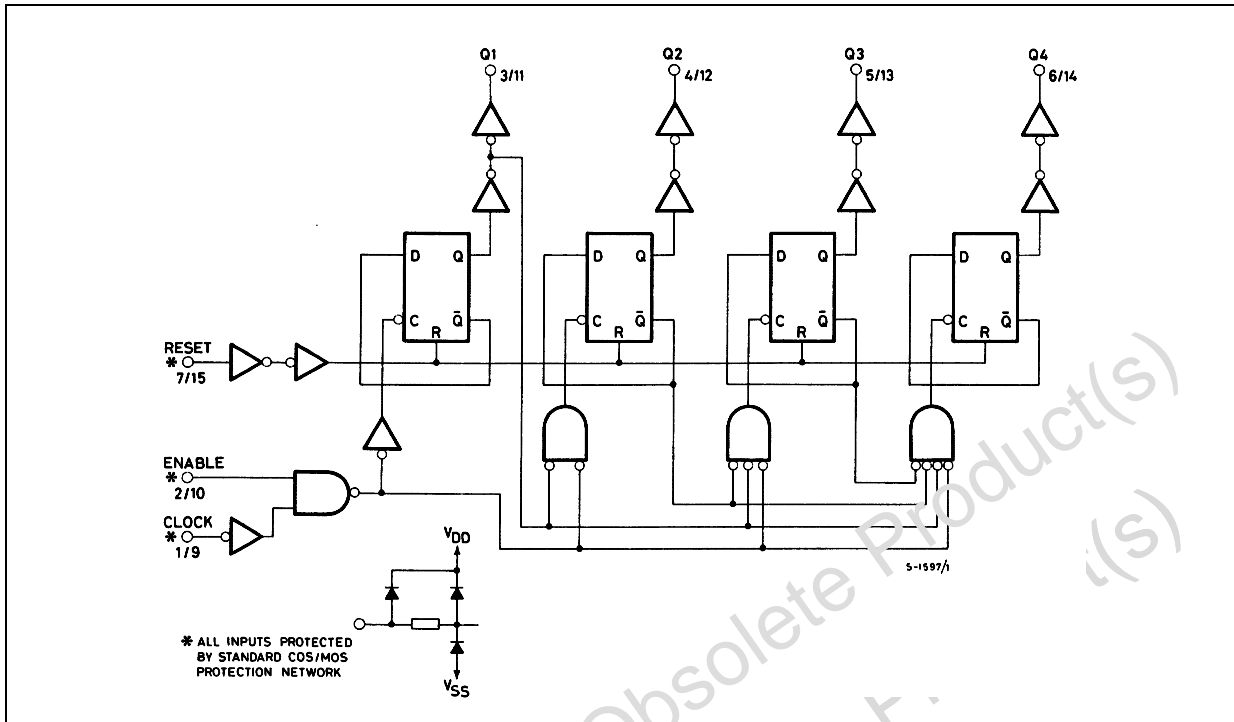 Q1
3/11
Q2
4/12
Q3
5/13
Q4
6/14
D Q
C Q̅
R
D Q
C Q̅
R
D Q
C Q̅
R
D Q
C Q̅
R
RESET
*
7/15
ENABLE
*
2/10
CLOCK
*
1/9
VDD
VSS
S-1597/1
* ALL INPUTS PROTECTED
BY STANDARD COS/MOS
PROTECTION NETWORK
Obsolete Product(s)
t(s)